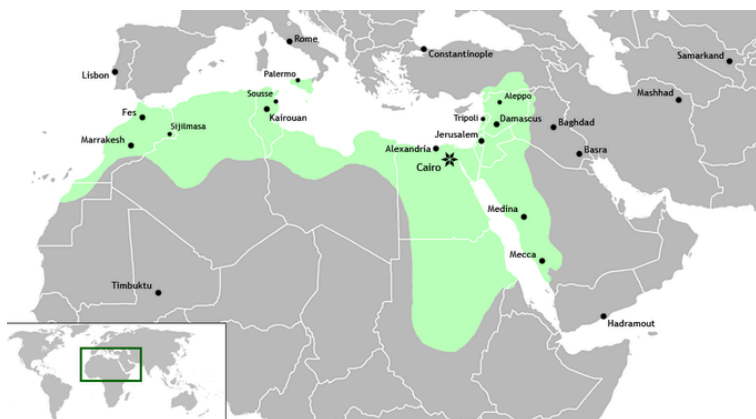 Rome
Constantinople
Samarkand
Lisbon
Palermo
Mashhad
Sousse
Aleppo
Fes
Kairouan
Tripoli
Damascus
Baghdad
Sijilmasa
Marrakesh
Jerusalem
Alexandria
Basra
Cairo
Medina
Mecca
Timbuktu
Hadramout